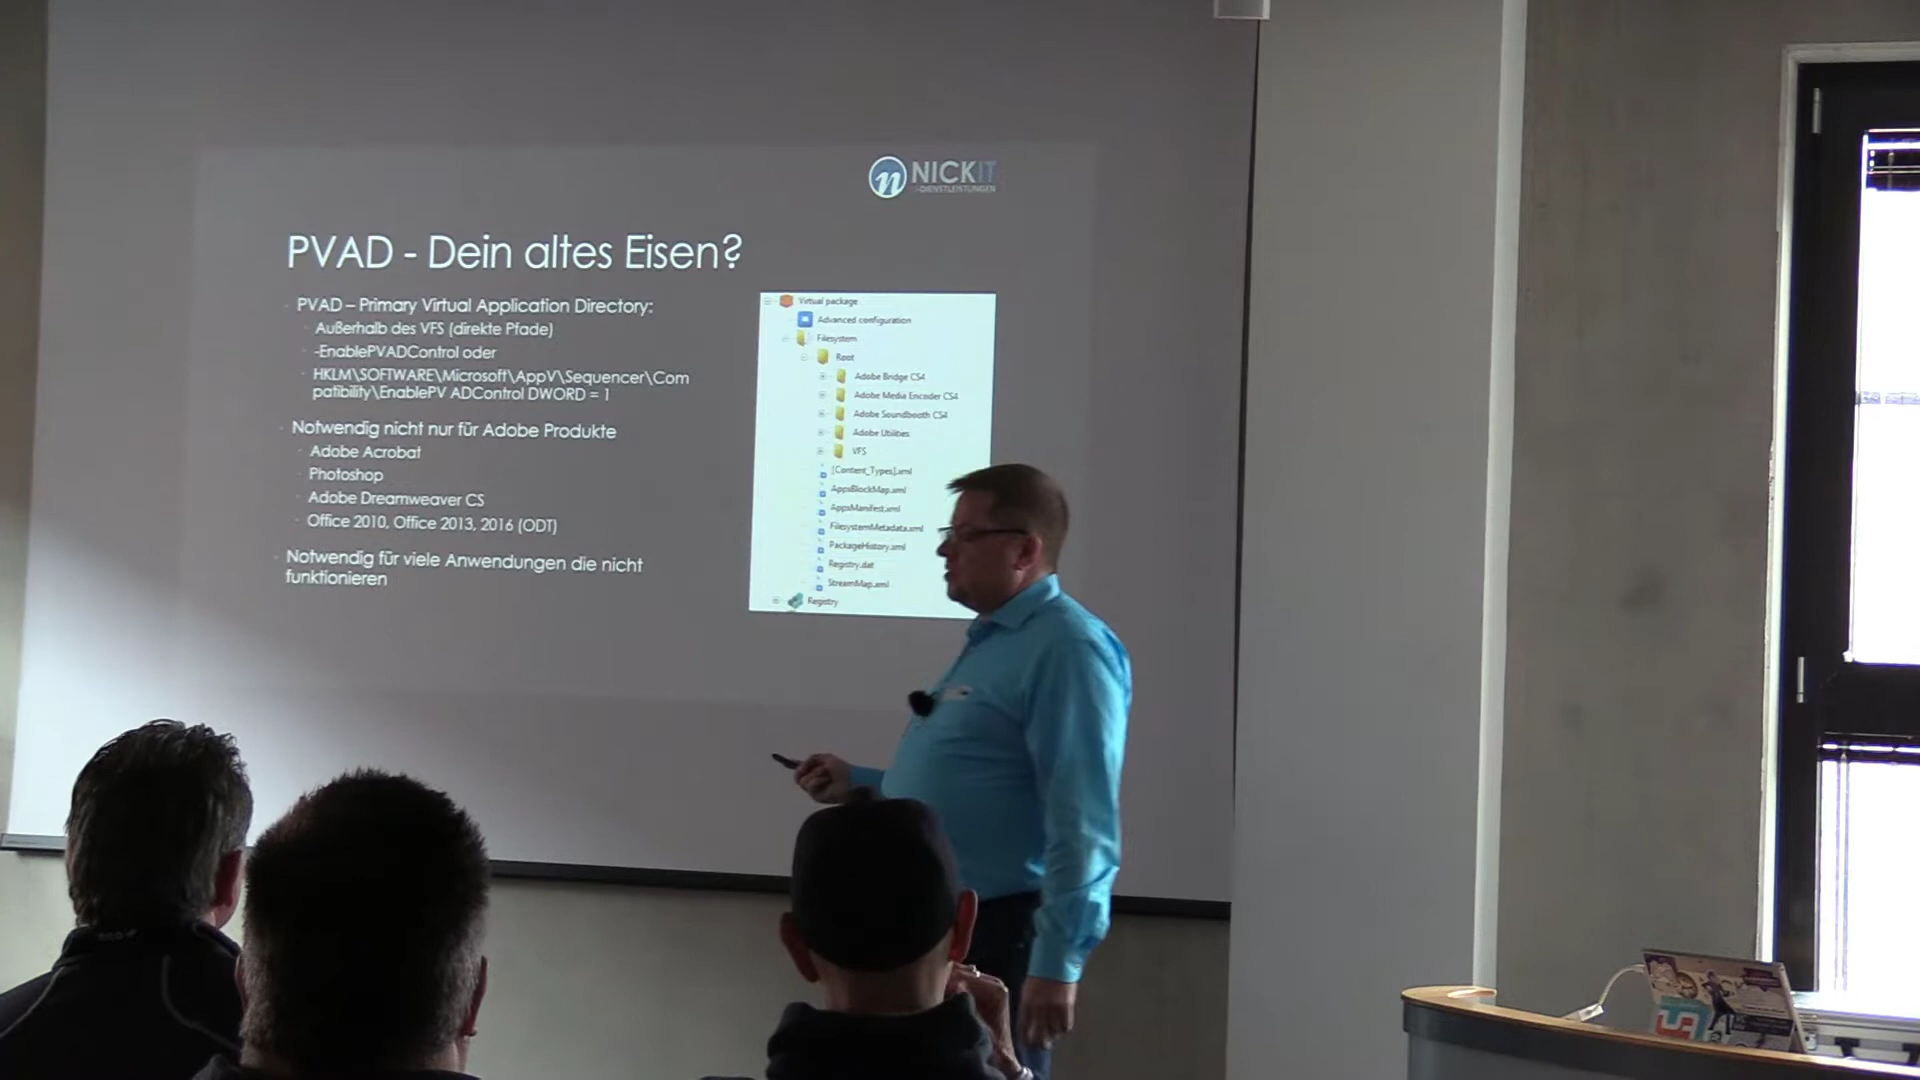 NICKIT
-DIENSTLEISTUNGEN
PVAD - Dein altes Eisen?
PVAD – Primary Virtual Application Directory:
Außerhalb des VFS (direkte Pfade)
-EnablePVADControl oder
HKLM\SOFTWARE\Microsoft\AppV\Sequencer\Com
patibility\EnablePV ADControl DWORD = 1
Notwendig nicht nur für Adobe Produkte
Adobe Acrobat
Photoshop
Adobe Dreamweaver CS
Office 2010, Office 2013, 2016 (ODT)
Notwendig für viele Anwendungen die nicht
funktionieren
Virtual package
Advanced configuration
Filesystem
Root
Adobe Bridge CS4
Adobe Media Encoder CS4
Adobe Soundbooth CS4
Adobe Utilities
VFS
[Content_Types].xml
AppxBlockMap.xml
AppxManifest.xml
FilesystemMetadata.xml
PackageHistory.xml
Registry.dat
StreamMap.xml
Registry